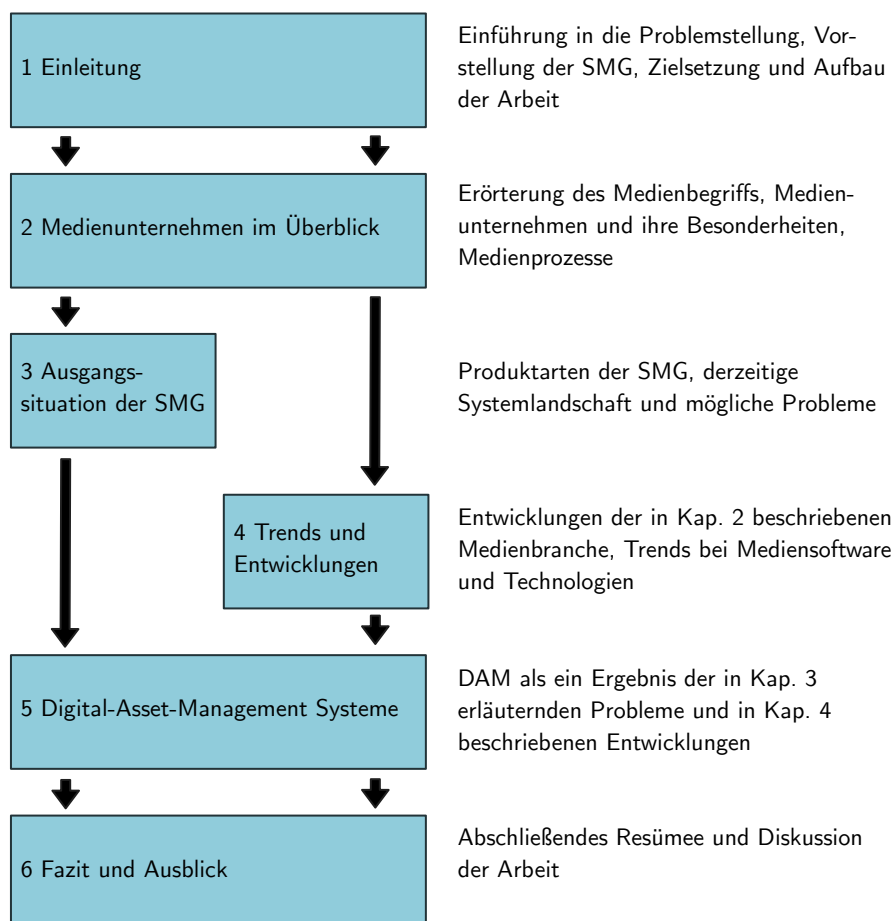 1 Einleitung
Einführung in die Problemstellung, Vor-
stellung der SMG, Zielsetzung und Aufbau
der Arbeit
2 Medienunternehmen im Überblick
Erörterung des Medienbegriffs, Medien-
unternehmen und ihre Besonderheiten,
Medienprozesse
3 Ausgangs-
situation der SMG
Produktarten der SMG, derzeitige
Systemlandschaft und mögliche Probleme
4 Trends und
Entwicklungen
Entwicklungen der in Kap. 2 beschriebenen
Medienbranche, Trends bei Mediensoftware
und Technologien
5 Digital-Asset-Management Systeme
DAM als ein Ergebnis der in Kap. 3
erläuternden Probleme und in Kap. 4
beschriebenen Entwicklungen
6 Fazit und Ausblick
Abschließendes Resümee und Diskussion
der Arbeit